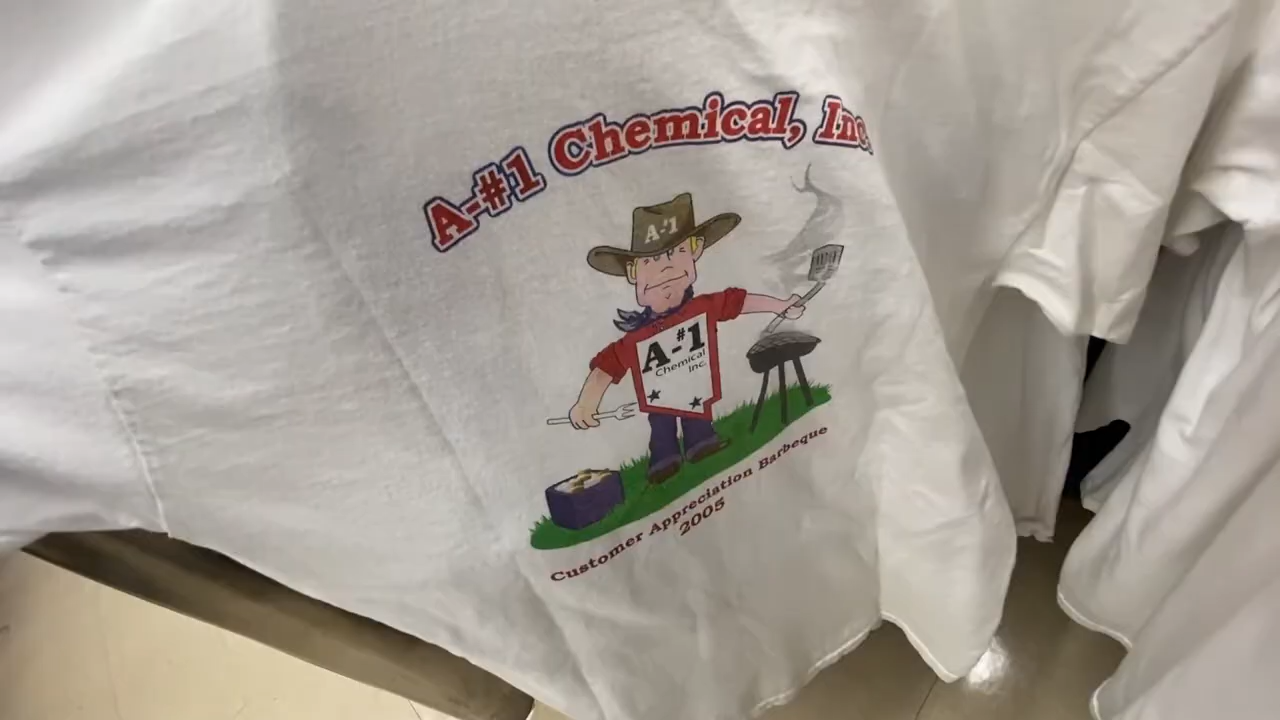 A-#1 Chemical, Inc.
A-1
A-#1
Chemical
Inc.
Customer Appreciation Barbeque
2005